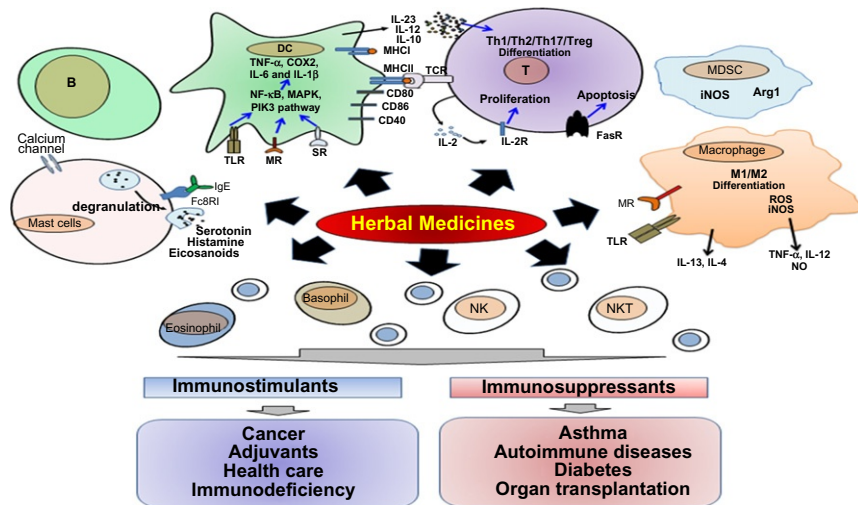 B
Calcium
channel
IgE
Fc8RI
degranulation
Mast cells
Serotonin
Histamine
Eicosanoids
DC
TNF-α, COX2,
IL-6 and IL-1β
NF-κB, MAPK,
PIK3 pathway
TLR
MR
SR
IL-23
IL-12
IL-10
MHCI
MHCII
TCR
CD80
CD86
CD40
Th1/Th2/Th17/Treg
Differentiation
T
Proliferation
Apoptosis
IL-2
IL-2R
FasR
MDSC
iNOS
Arg1
Macrophage
M1/M2
Differentiation
ROS
iNOS
MR
TLR
IL-13, IL-4
TNF-α, IL-12
NO
Herbal Medicines
Eosinophil
Basophil
NK
NKT
Immunostimulants
Immunosuppressants
Cancer
Adjuvants
Health care
Immunodeficiency
Asthma
Autoimmune diseases
Diabetes
Organ transplantation